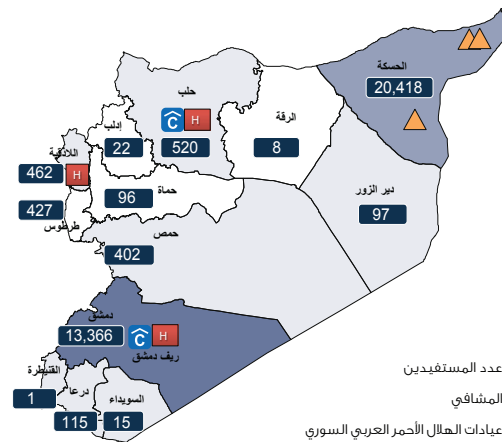 الحسكة
20,418
حلب
C H
520
الرقة
8
إدلب
22
اللاذقية
462 H
427
طرطوس
حماة
96
دير الزور
97
حمص
402
دمشق
13,366 C H
ريف دمشق
القنيطرة
1
درعا
115
السويداء
15
عدد المستفيدين
المشافي
عيادات الهلال الأحمر العربي السوري